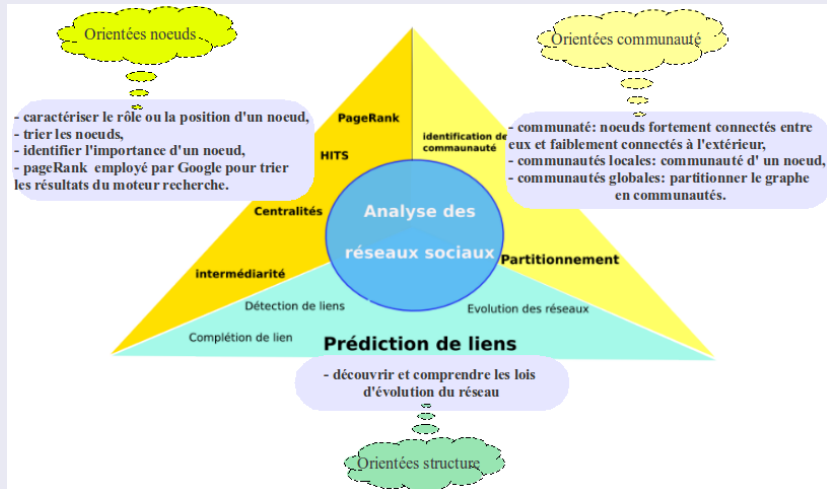 Orientées noeuds
Orientées communauté
- caractériser le rôle ou la position d'un noeud,
- trier les noeuds,
- identifier l'importance d'un noeud,
- pageRank employé par Google pour trier
les résultats du moteur recherche.
PageRank
HITS
Centralités
intermédiarité
identification de
commaunauté
- communaté: noeuds fortement connectés entre
eux et faiblement connectés à l'extérieur,
- communautés locales: communauté d' un noeud,
- communautés globales: partitionner le graphe
en communautés.
Partitionnement
Analyse des
réseaux sociaux
Détection de liens
Evolution des réseaux
Complétion de lien
Prédiction de liens
- découvrir et comprendre les lois
d'évolution du réseau
Orientées structure